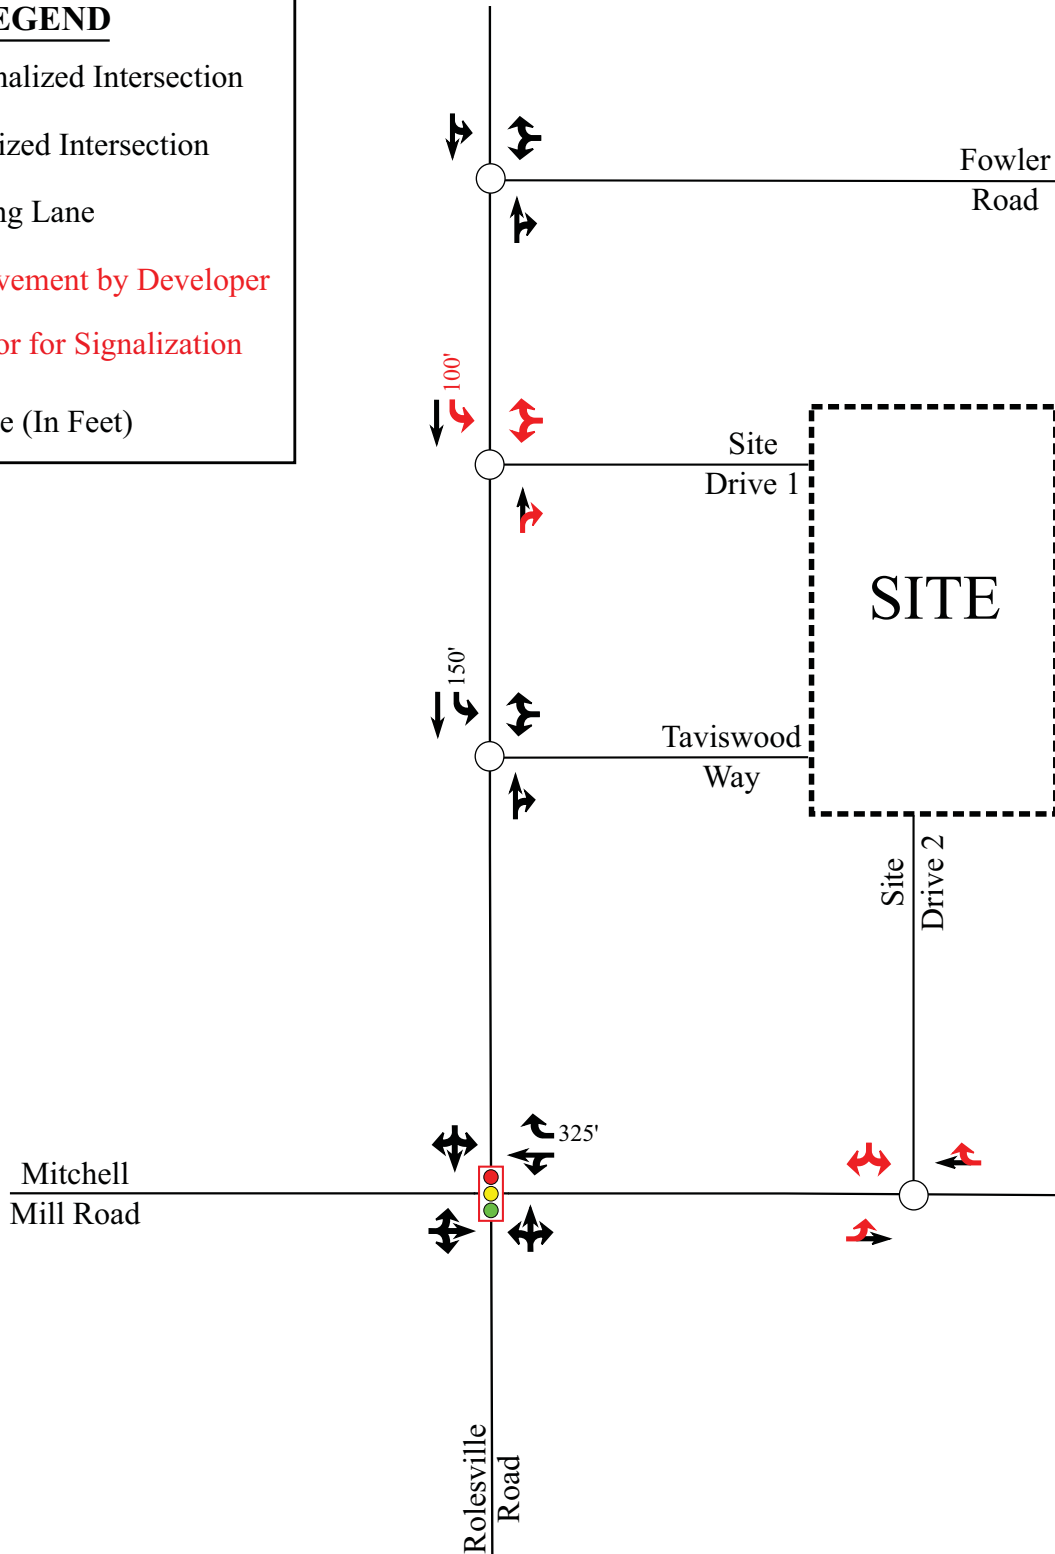 EGEND
nalized Intersection
ized Intersection
ng Lane
vement by Developer
or for Signalization
e (In Feet)
Fowler
Road
100'
Site
Drive 1
SITE
150'
Taviswood
Way
Site
Drive 2
325'
Mitchell
Mill Road
Rolesville
Road